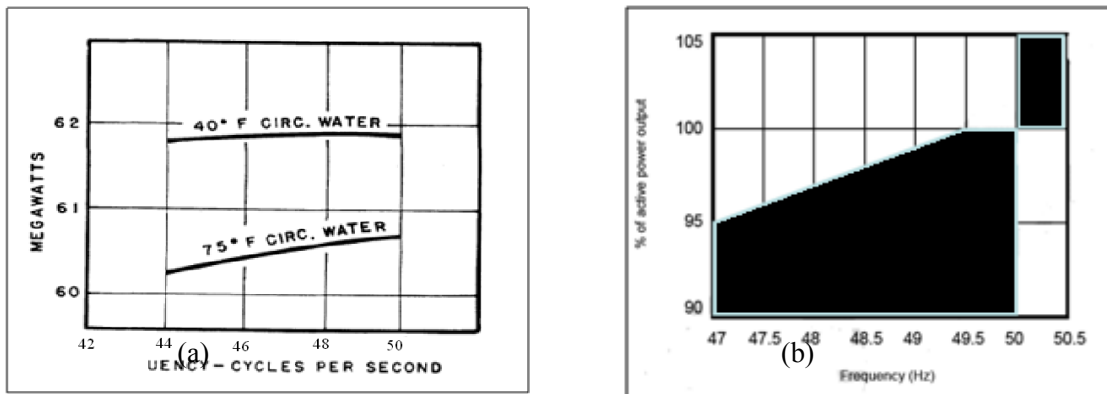 62
61
60
MEGAWATTS
40° F CIRC. WATER
75° F CIRC. WATER
42 44 46 48 50
(a)
UENCY-CYCLES PER SECOND
105
100
95
90
% of active power output
47 47.5 48 48.5 49 49.5 50 50.5
(b)
Frequency (Hz)